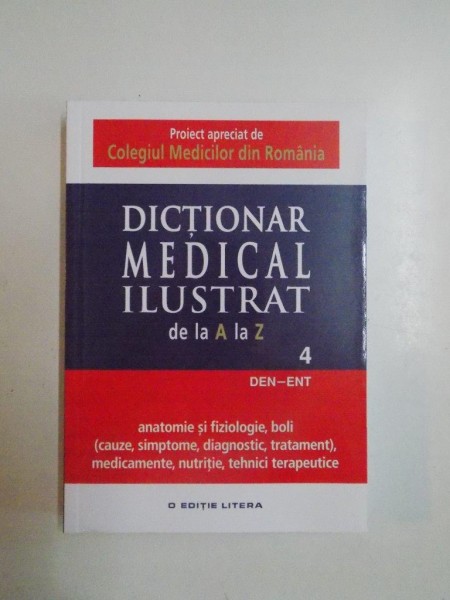 Proiect apreciat de
Colegiul Medicilor din România
DICȚIONAR
MEDICAL
ILUSTRAT
de la A la Z
4
DEN–ENT
anatomie și fiziologie, boli
(cauze, simptome, diagnostic, tratament),
medicamente, nutriție, tehnici terapeutice
O EDIȚIE LITERA